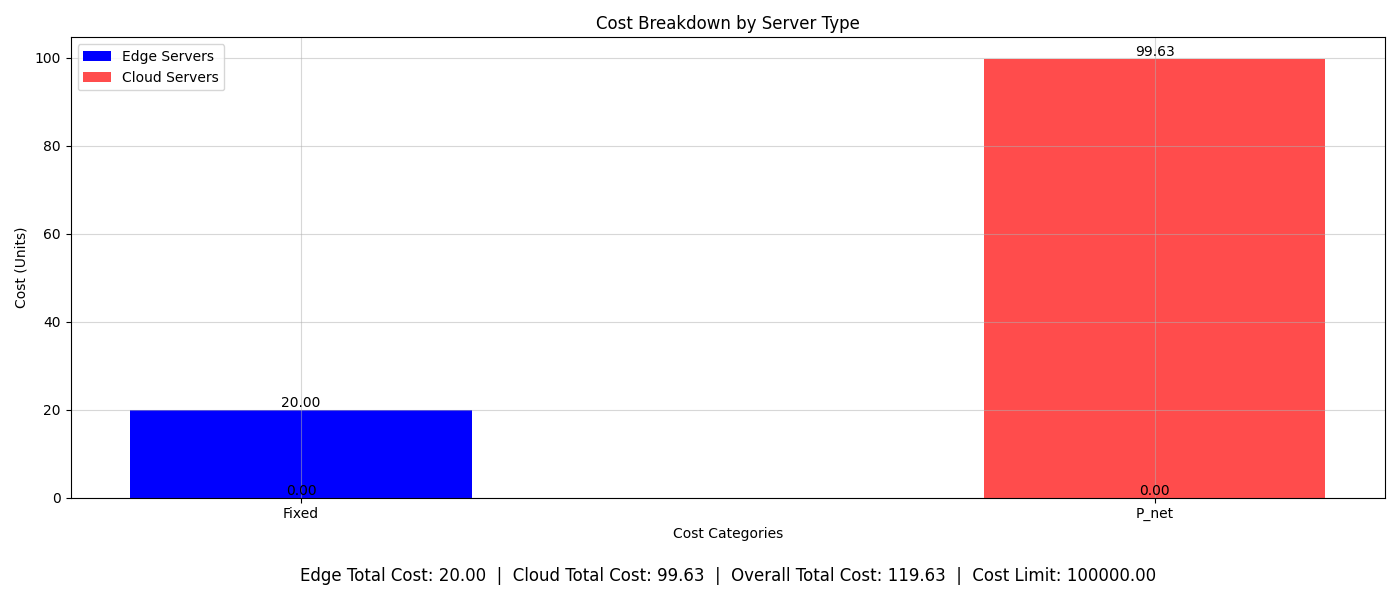 Cost Breakdown by Server Type
Edge Servers
Cloud Servers
Cost (Units)
100
80
60
40
20
0
20.00
0.00
99.63
0.00
Fixed
P_net
Cost Categories
Edge Total Cost: 20.00 | Cloud Total Cost: 99.63 | Overall Total Cost: 119.63 | Cost Limit: 100000.00